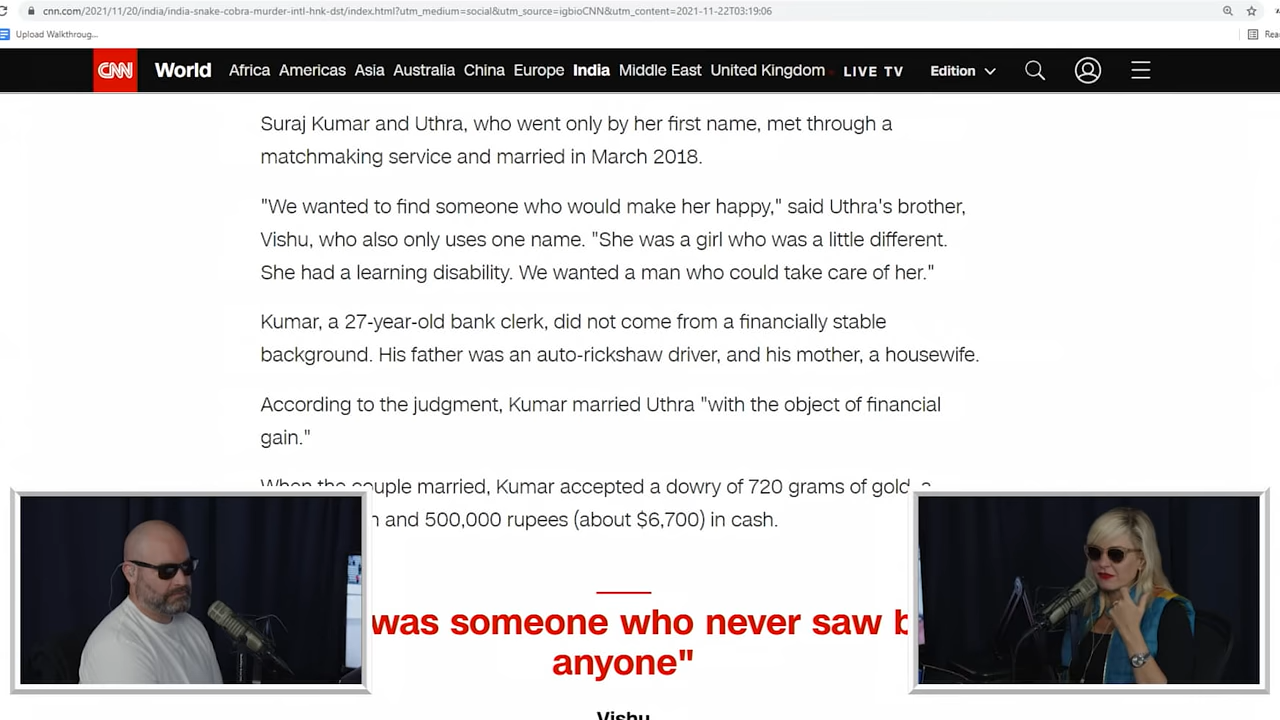 cnn.com/2021/11/20/india/india-snake-cobra-murder-intl-hnk-dst/index.html?utm_medium=social&utm_source=igbioCNN&utm_content=2021-11-22T03:19:06
Upload Walkthroug...
Rea
CNN World Africa Americas Asia Australia China Europe India Middle East United Kingdom LIVE TV Edition
Suraj Kumar and Uthra, who went only by her first name, met through a
matchmaking service and married in March 2018.
"We wanted to find someone who would make her happy," said Uthra's brother,
Vishu, who also only uses one name. "She was a girl who was a little different.
She had a learning disability. We wanted a man who could take care of her."
Kumar, a 27-year-old bank clerk, did not come from a financially stable
background. His father was an auto-rickshaw driver, and his mother, a housewife.
According to the judgment, Kumar married Uthra "with the object of financial
gain."
When the couple married, Kumar accepted a dowry of 720 grams of gold, a
and 500,000 rupees (about $6,700) in cash.
was someone who never saw
anyone"
Vishu